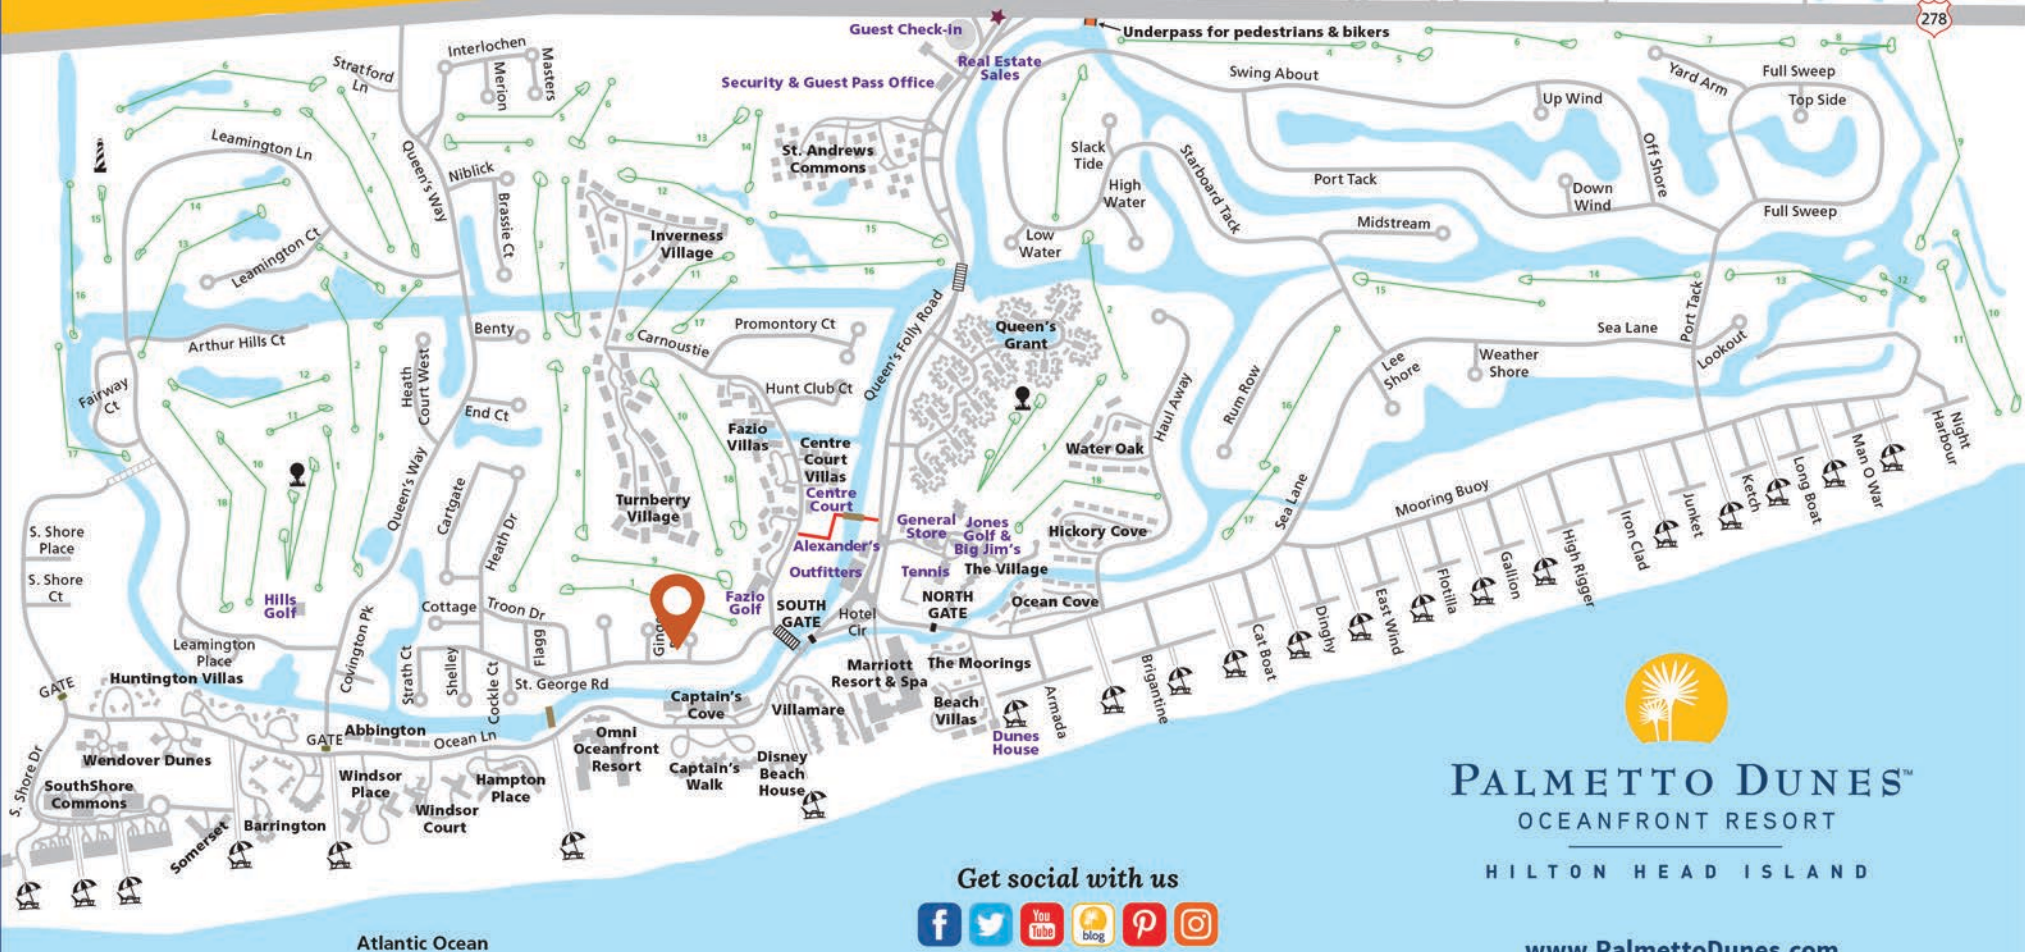 278
Guest Check-in
Underpass for pedestrians & bikers
Real Estate
Sales
Security & Guest Pass Office
Interlochen
Masters
Merion
Stratford
Ln
Swing About
Yard Arm
Full Sweep
Top Side
Up Wind
Off Shore
Leamington Ln
Queen's Way
Niblick
Brassie Ct
St. Andrews
Commons
Slack
Tide
High
Water
Starboard Tack
Port Tack
Down
Wind
Midstream
Full Sweep
Inverness
Village
Low
Water
Leamington Ct
Arthur Hills Ct
Benty
Carnoustie
Promontory Ct
Queen's Folly Road
Queen's
Grant
Sea Lane
Port Tack
Lookout
Weather
Shore
Lee
Shore
Rum Row
Haul Away
Fairway
Ct
Heath
Court West
End Ct
Hunt Club Ct
Fazio
Villas
Centre
Court
Villas
Centre
Court
Water Oak
Night
Harbour
Man O War
Long Boat
Ketch
Junket
Iron Clad
High Rigger
Gallion
Flotilla
East Wind
Dinghy
Cat Boat
Brigantine
Armada
Mooring Buoy
Sea Lane
Queen's Way
Cartgate
Heath Dr
Turnberry
Village
General
Store
Jones
Golf &
Big Jim's
Hickory Cove
Alexander's
Outfitters
Tennis
The Village
S. Shore
Place
S. Shore
Ct
Hills
Golf
Fazio
Golf
SOUTH
GATE
Hotel
Cir
NORTH
GATE
Ocean Cove
Cottage
Troon Dr
Flagg
Covington Pk
Leamington
Place
Strath Ct
Shelley
Cockle Ct
St. George Rd
GATE
Huntington Villas
Captain's
Cove
Villamare
Marriott
Resort & Spa
The Moorings
Beach
Villas
Dunes
House
GATE
Abbington
Ocean Ln
Omni
Oceanfront
Resort
Captain's
Walk
Disney
Beach
House
S. Shore Dr
Wendover Dunes
SouthShore
Commons
Windsor
Place
Hampton
Place
Windsor
Court
Somerset
Barrington
Atlantic Ocean
PALMETTO DUNES™
OCEANFRONT RESORT
HILTON HEAD ISLAND
Get social with us
You
Tube
blog
www.PalmettoDunes.com